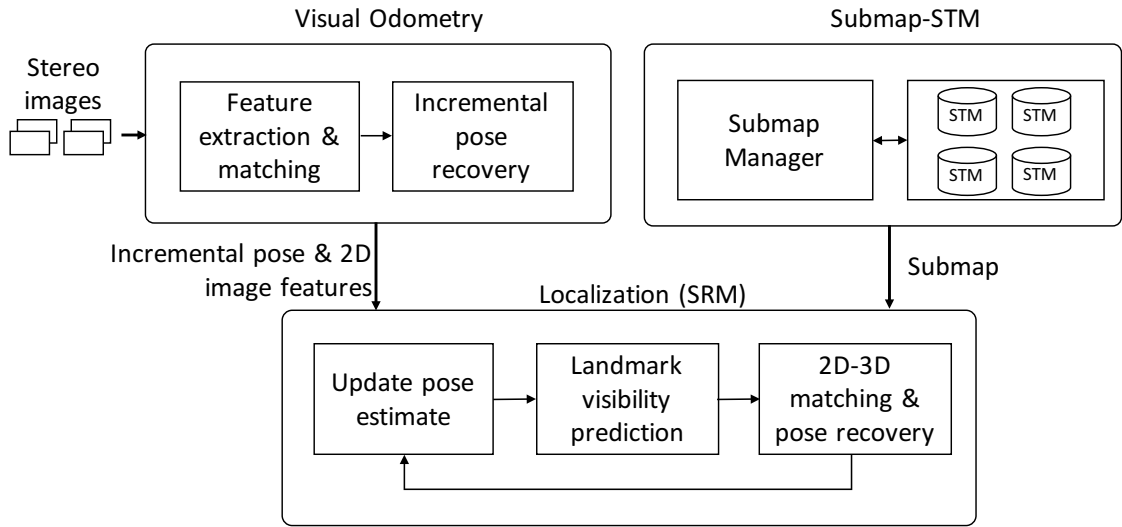 Visual Odometry
Submap-STM
Stereo
images
Feature
extraction &
matching
Incremental
pose
recovery
Submap
Manager
STM
STM
STM
STM
Incremental pose & 2D
image features
Submap
Localization (SRM)
Update pose
estimate
Landmark
visibility
prediction
2D-3D
matching &
pose recovery